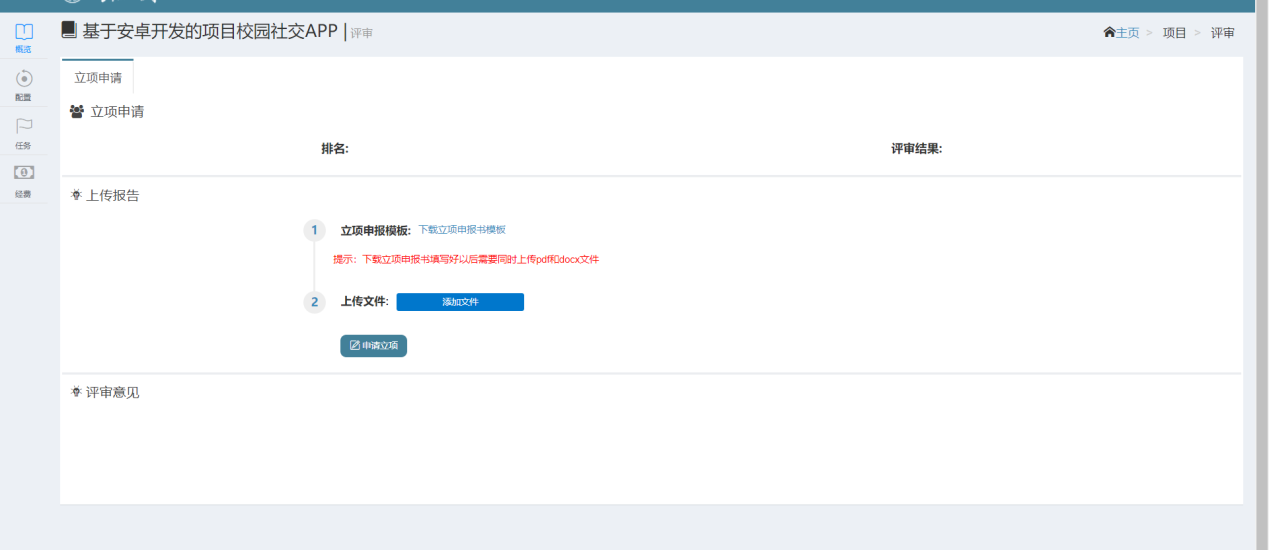 基于安卓开发的项目校园社交APP | 评审
主页 > 项目 > 评审
概览
配置
任务
经费
立项申请
立项申请
排名: 评审结果:
上传报告
1 立项申报模板: 下载立项申报书模板
提示：下载立项申报书填写好以后需要同时上传pdf和docx文件
2 上传文件: 添加文件
申请立项
评审意见